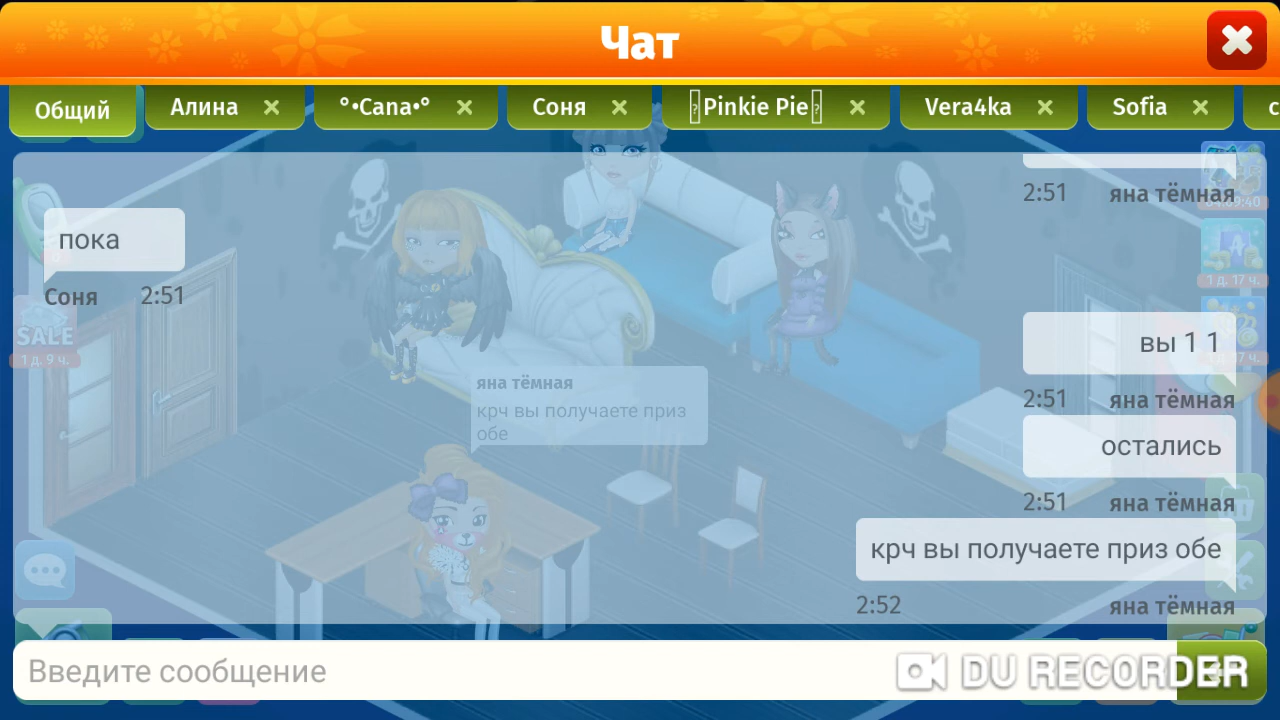 Чат
Общий
Алина
°•Cana•°
Соня
Pinkie Pie
Vera4ka
Sofia
2:51 яна тёмная
пока
Соня 2:51
SALE
1 д. 9 ч.
1 д. 17 ч.
вы 1 1
2:51 яна тёмная
яна тёмная
крч вы получаете приз
обе
остались
2:51 яна тёмная
крч вы получаете приз обе
2:52 яна тёмная
Введите сообщение
DU RECORDER